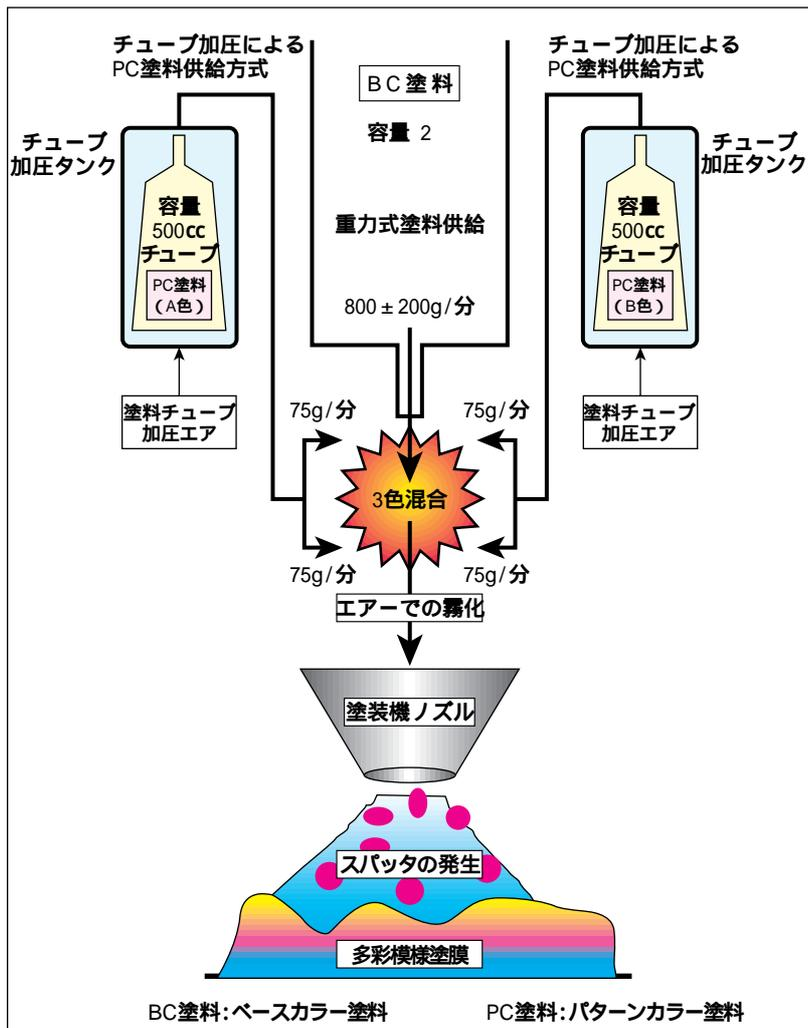 チューブ加圧による
PC塗料供給方式
チューブ加圧による
PC塗料供給方式
BC塗料
容量 2
チューブ
加圧タンク
チューブ
加圧タンク
容量
500cc
チューブ
PC塗料
(A色)
重力式塗料供給
容量
500cc
チューブ
PC塗料
(B色)
800±200g/分
塗料チューブ
加圧エア
塗料チューブ
加圧エア
75g/分
75g/分
3色混合
75g/分
75g/分
エアーでの霧化
塗装機ノズル
スパッタの発生
多彩模様塗膜
BC塗料:ベースカラー塗料
PC塗料:パターンカラー塗料